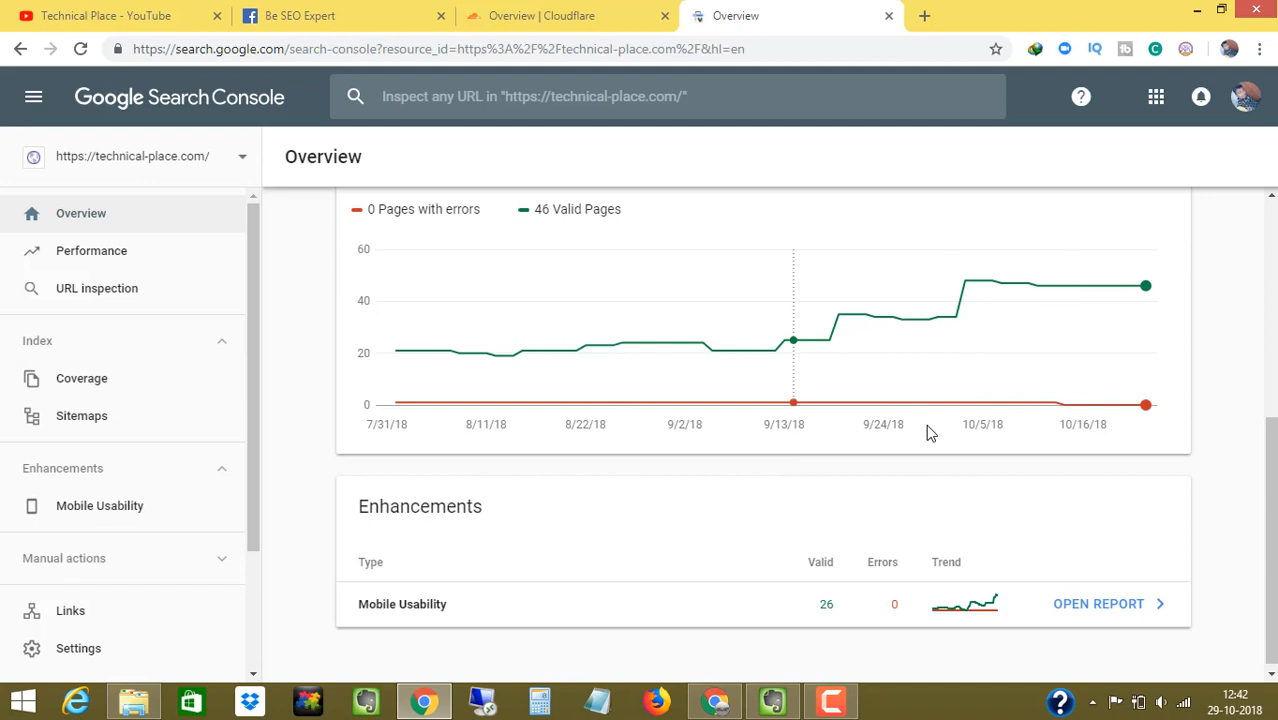 Technical Place - YouTube
Be SEO Expert
Overview | Cloudflare
Overview
https://search.google.com/search-console?resource_id=https%3A%2F%2Ftechnical-place.com%2F&hl=en
Google Search Console
Inspect any URL in "https://technical-place.com/"
https://technical-place.com/
Overview
Overview
Performance
URL inspection
Index
Coverage
Sitemaps
Enhancements
Mobile Usability
Manual actions
Links
Settings
0 Pages with errors
46 Valid Pages
60
40
20
0
7/31/18
8/11/18
8/22/18
9/2/18
9/13/18
9/24/18
10/5/18
10/16/18
Enhancements
Type
Valid
Errors
Trend
Mobile Usability
26
0
OPEN REPORT
12:42
29-10-2018